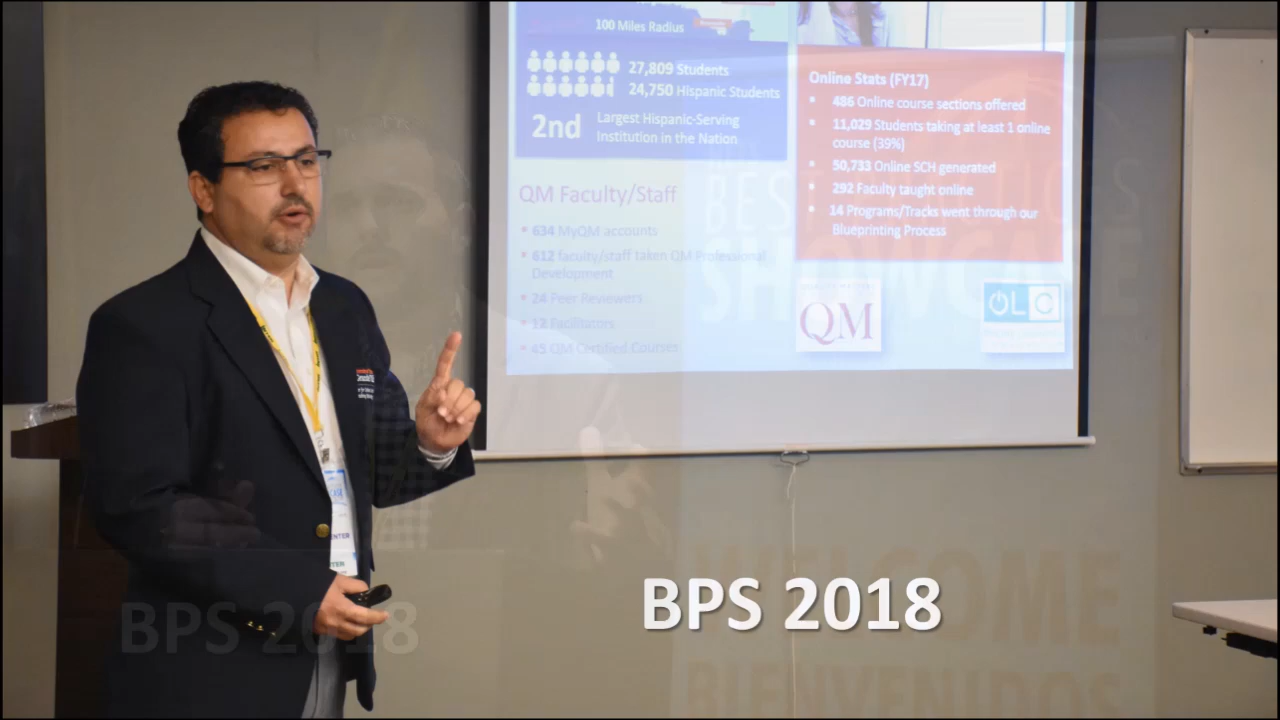 100 Miles Radius
27,809 Students
24,750 Hispanic Students
2nd
Largest Hispanic-Serving
Institution in the Nation
Online Stats (FY17)
▪ 486 Online course sections offered
▪ 11,029 Students taking at least 1 online
course (39%)
▪ 50,733 Online SCH generated
▪ 292 Faculty taught online
▪ 14 Programs/Tracks went through our
Blueprinting Process
QM Faculty/Staff
▪ 634 MyQM accounts
▪ 612 faculty/staff taken QM Professional
Development
▪ 24 Peer Reviewers
▪ 12 Facilitators
▪ 65 QM Certified Courses
QM
OLC
BEST
SHOWCASE
ENTER
TER
BPS 2018
BPS 2018
WELCOME
BIENVENIDOS